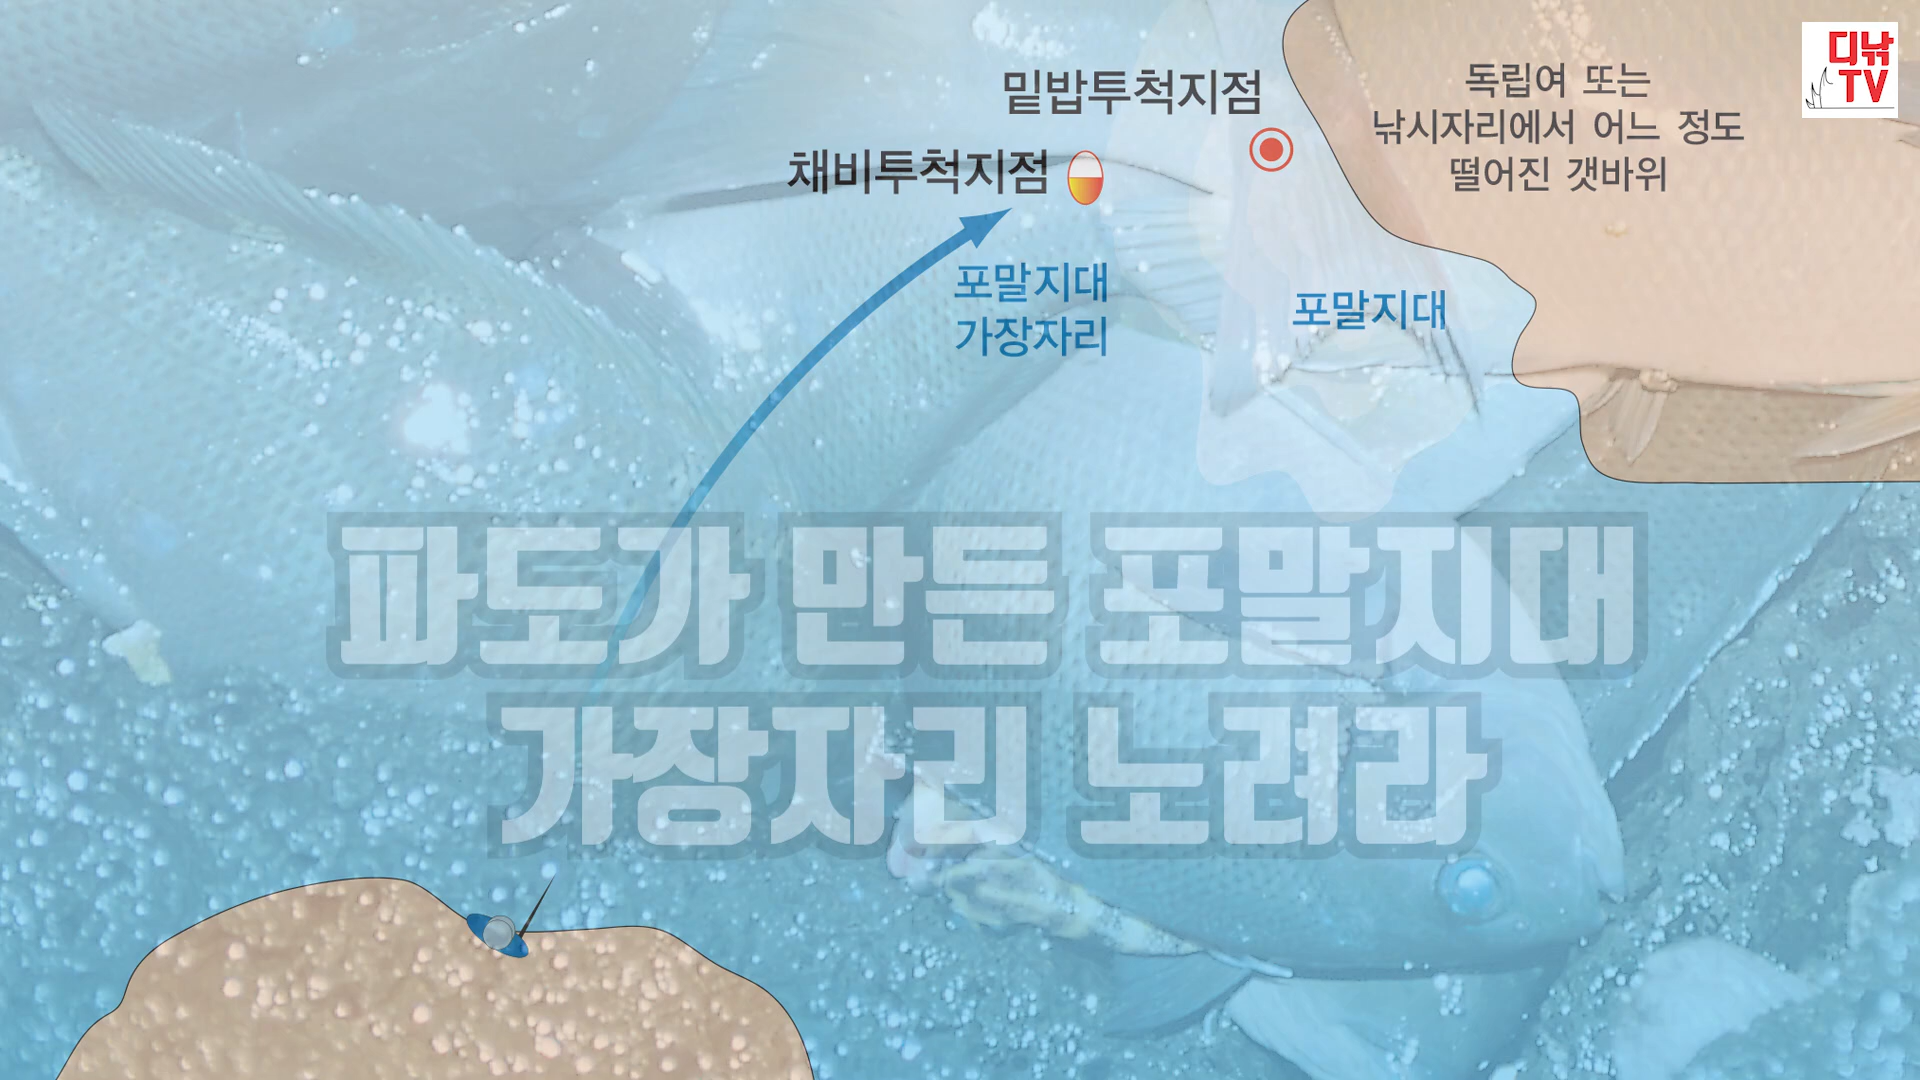 디낚
TV
밑밥투척지점
채비투척지점
독립여 또는
낚시자리에서 어느 정도
떨어진 갯바위
포말지대
가장자리
포말지대
파도가 만든 포말지대
가장자리 노려라